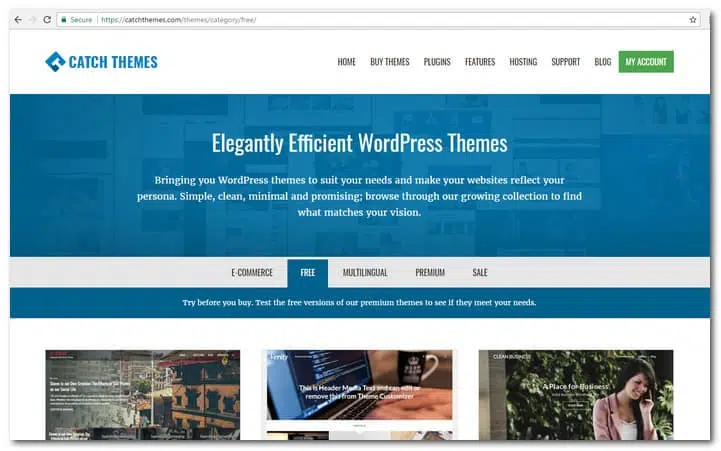 Secure https://catchthemes.com/themes/category/free/
CATCH THEMES
HOME BUY THEMES PLUGINS FEATURES HOSTING SUPPORT BLOG MY ACCOUNT
Elegantly Efficient WordPress Themes
Bringing you WordPress themes to suit your needs and make your websites reflect your
persona. Simple, clean, minimal and promising; browse through our growing collection to find
what matches your vision.
E-COMMERCE FREE MULTILINGUAL PREMIUM SALE
Try before you buy. Test the free versions of our premium themes to see if they meet your needs.
CLEAN BUSINESS
This is Header Media Text and can edit or
remove this from Theme Customizer
A Place for Business